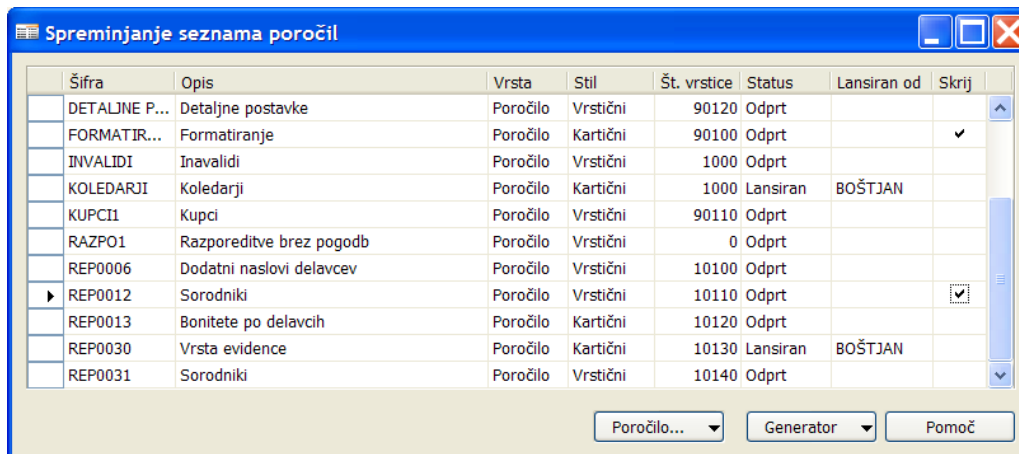 Spreminjanje seznama poročil
Šifra Opis Vrsta Stil Št. vrstice Status Lansiran od Skrij
DETALJNE P... Detaljne postavke Poročilo Vrstični 90120 Odprt
FORMATIR... Formatiranje Poročilo Kartični 90100 Odprt
INVALIDI Inavalidi Poročilo Vrstični 1000 Odprt
KOLEDARJI Koledarji Poročilo Kartični 1000 Lansiran BOŠTJAN
KUPCI1 Kupci Poročilo Vrstični 90110 Odprt
RAZPO1 Razporeditve brez pogodb Poročilo Vrstični 0 Odprt
REP0006 Dodatni naslovi delavcev Poročilo Vrstični 10100 Odprt
REP0012 Sorodniki Poročilo Vrstični 10110 Odprt
REP0013 Bonitete po delavcih Poročilo Kartični 10120 Odprt
REP0030 Vrsta evidence Poročilo Kartični 10130 Lansiran BOŠTJAN
REP0031 Sorodniki Poročilo Vrstični 10140 Odprt
Poročilo... Generator Pomoč